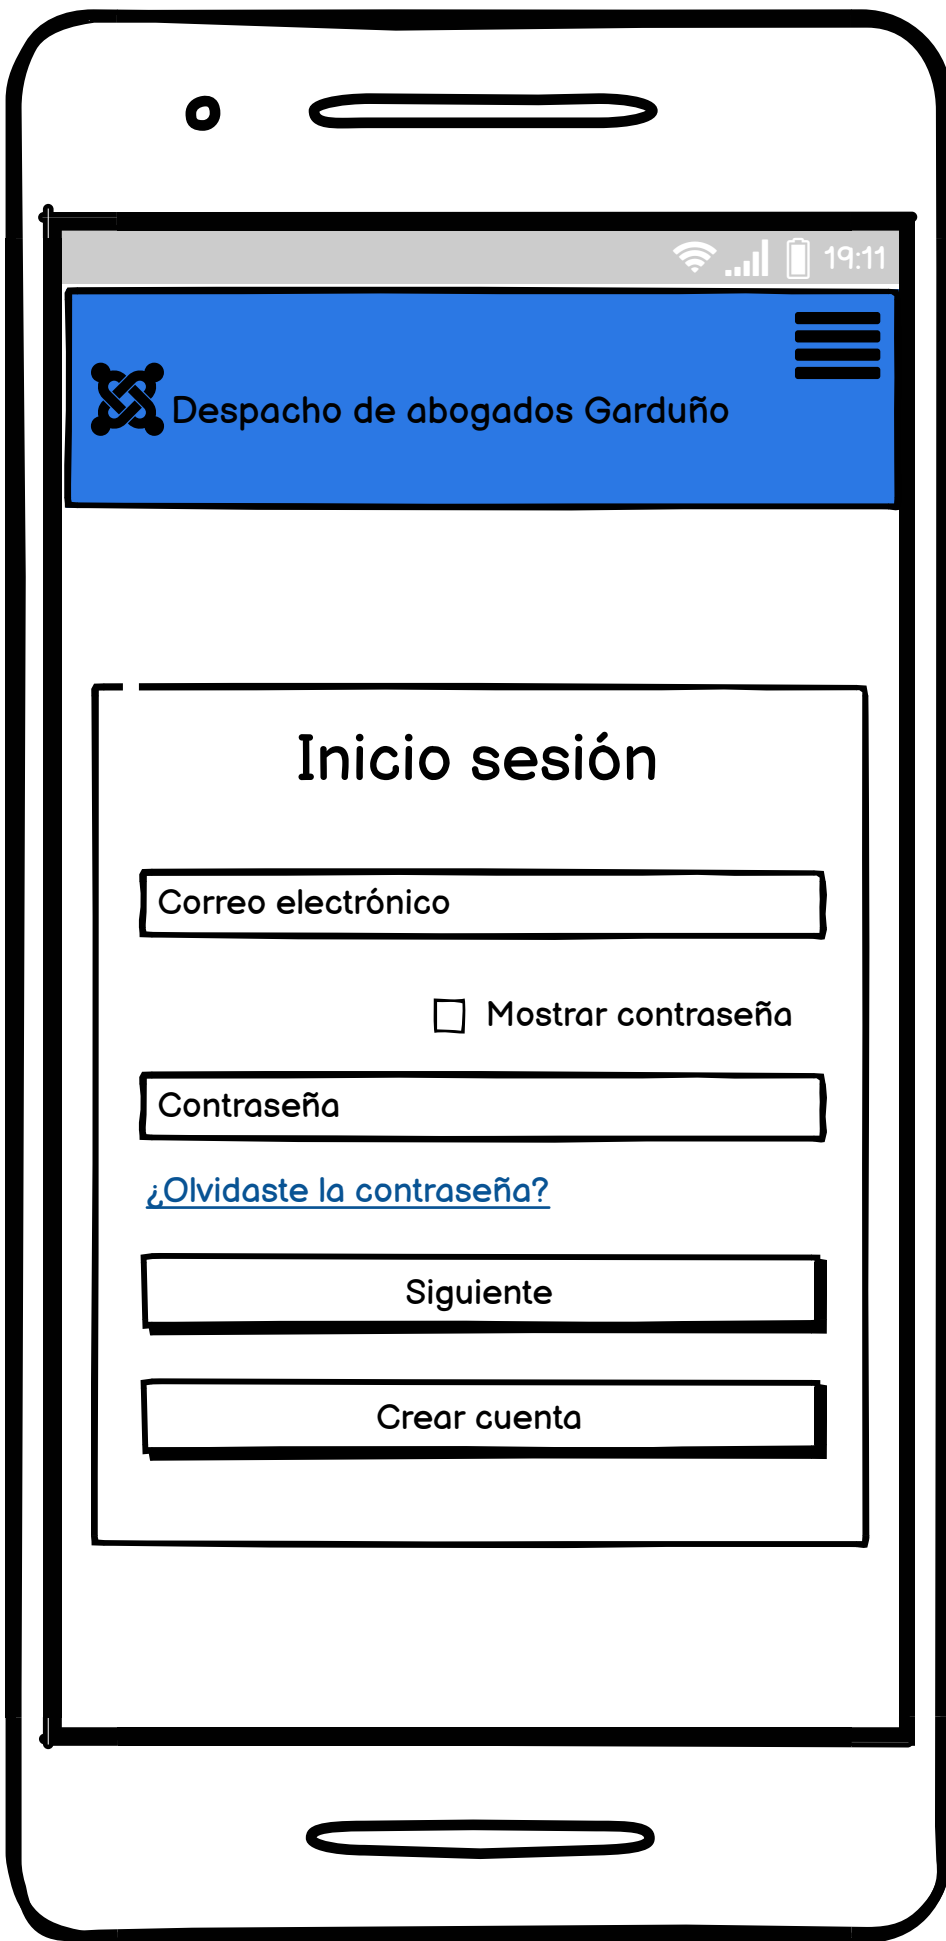 19:11
Despacho de abogados Garduño
Inicio sesión
Correo electrónico
Mostrar contraseña
Contraseña
¿Olvidaste la contraseña?
Siguiente
Crear cuenta